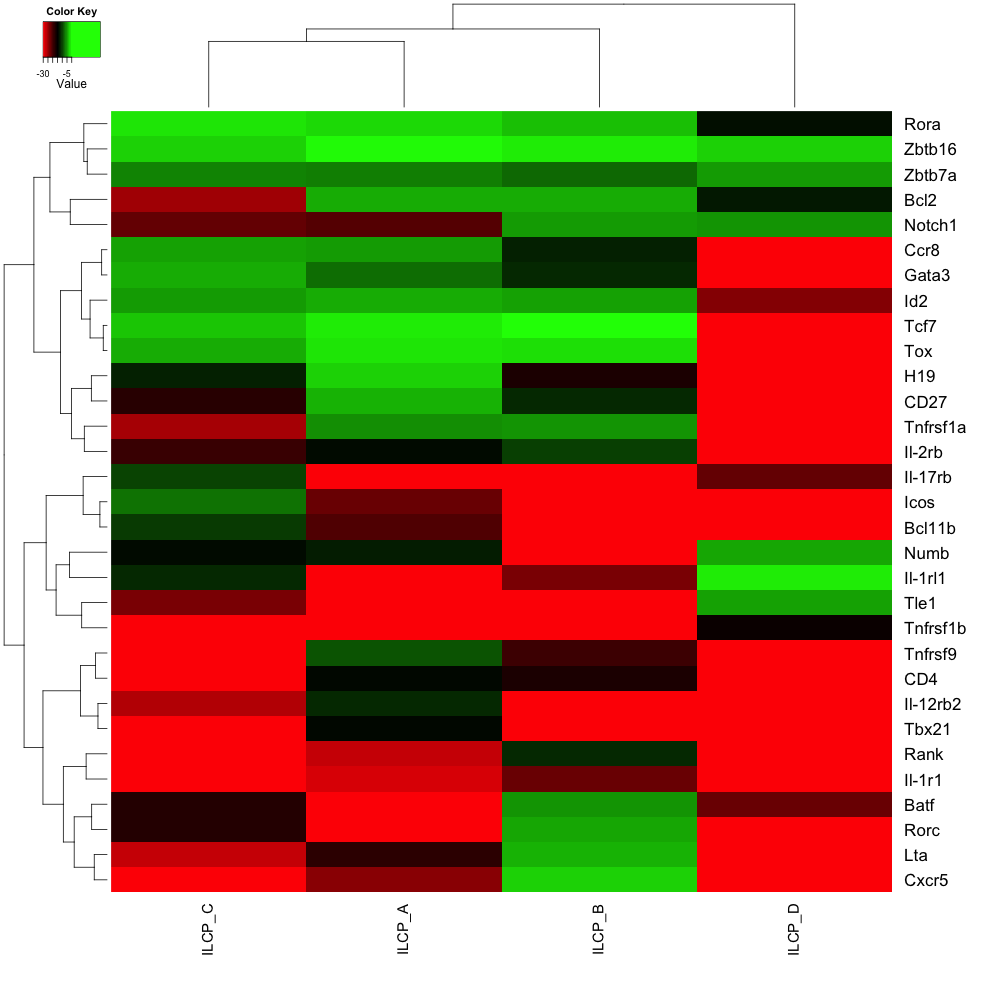 Color Key
-30 -5
Value
Rora
Zbtb16
Zbtb7a
Bcl2
Notch1
Ccr8
Gata3
Id2
Tcf7
Tox
H19
CD27
Tnfrsf1a
Il-2rb
Il-17rb
Icos
Bcl11b
Numb
Il-1rl1
Tle1
Tnfrsf1b
Tnfrsf9
CD4
Il-12rb2
Tbx21
Rank
Il-1r1
Batf
Rorc
Lta
Cxcr5
ILCP_C
ILCP_A
ILCP_B
ILCP_D